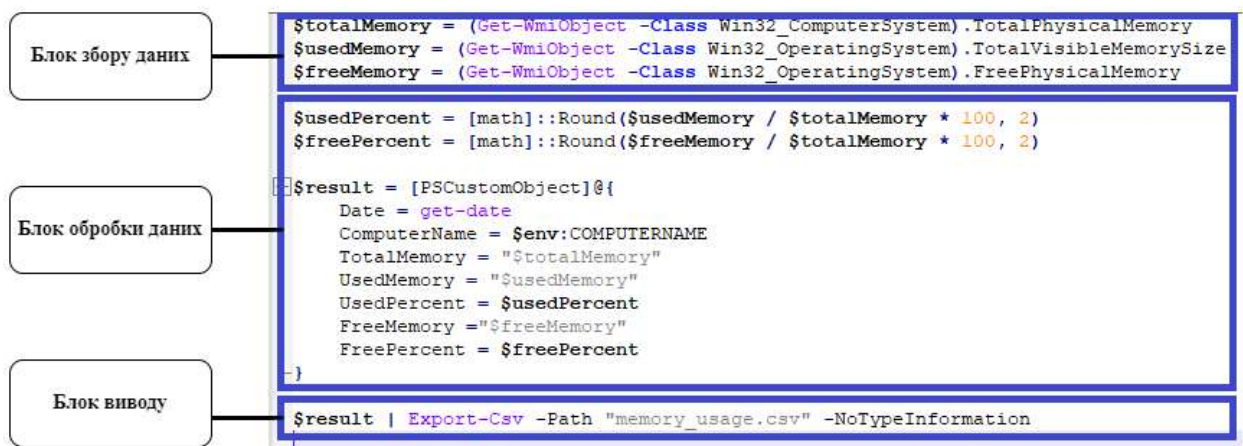 Блок збору даних
$totalMemory = (Get-WmiObject -Class Win32_ComputerSystem).TotalPhysicalMemory
$usedMemory = (Get-WmiObject -Class Win32_OperatingSystem).TotalVisibleMemorySize
$freeMemory = (Get-WmiObject -Class Win32_OperatingSystem).FreePhysicalMemory
Блок обробки даних
$usedPercent = [math]::Round($usedMemory / $totalMemory * 100, 2)
$freePercent = [math]::Round($freeMemory / $totalMemory * 100, 2)
$result = [PSCustomObject]@{
Date = get-date
ComputerName = $env:COMPUTERNAME
TotalMemory = "$totalMemory"
UsedMemory = "$usedMemory"
UsedPercent = $usedPercent
FreeMemory ="$freeMemory"
FreePercent = $freePercent
}
Блок виводу
$result | Export-Csv -Path "memory_usage.csv" -NoTypeInformation